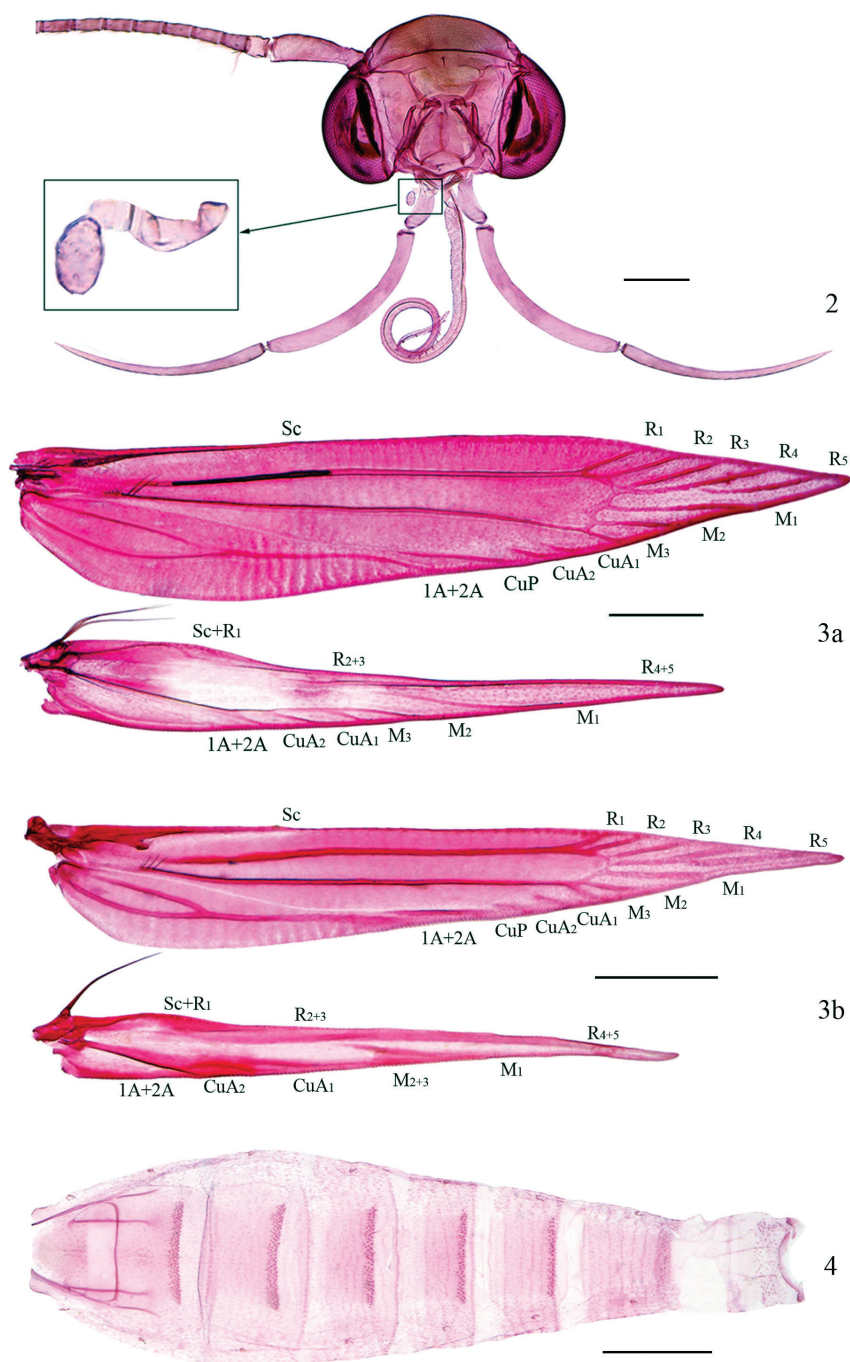 2
Sc R₁ R₂ R₃ R₄ R₅
1A+2A CuP CuA₂ CuA₁ M₃ M₂ M₁
3a
Sc+R₁ R₂₊₃ R₄₊₅
1A+2A CuA₂ CuA₁ M₃ M₂ M₁
Sc R₁ R₂ R₃ R₄ R₅
1A+2A CuP CuA₂ CuA₁ M₃ M₂ M₁
3b
Sc+R₁ R₂₊₃ R₄₊₅
1A+2A CuA₂ CuA₁ M₂₊₃ M₁
4